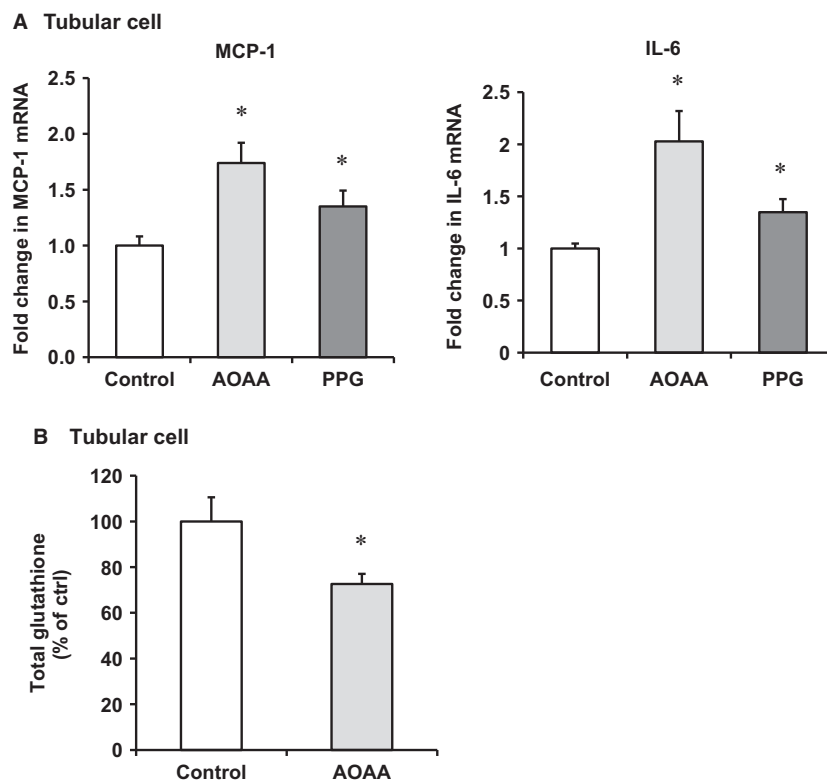 A Tubular cell
MCP-1
Fold change in MCP-1 mRNA
2.5
2.0
1.5
1.0
0.5
0.0
*
*
Control AOAA PPG
IL-6
Fold change in IL-6 mRNA
2.5
2
1.5
1
0.5
0
*
*
Control AOAA PPG
B Tubular cell
Total glutathione
(% of ctrl)
120
100
80
60
40
20
0
*
Control AOAA